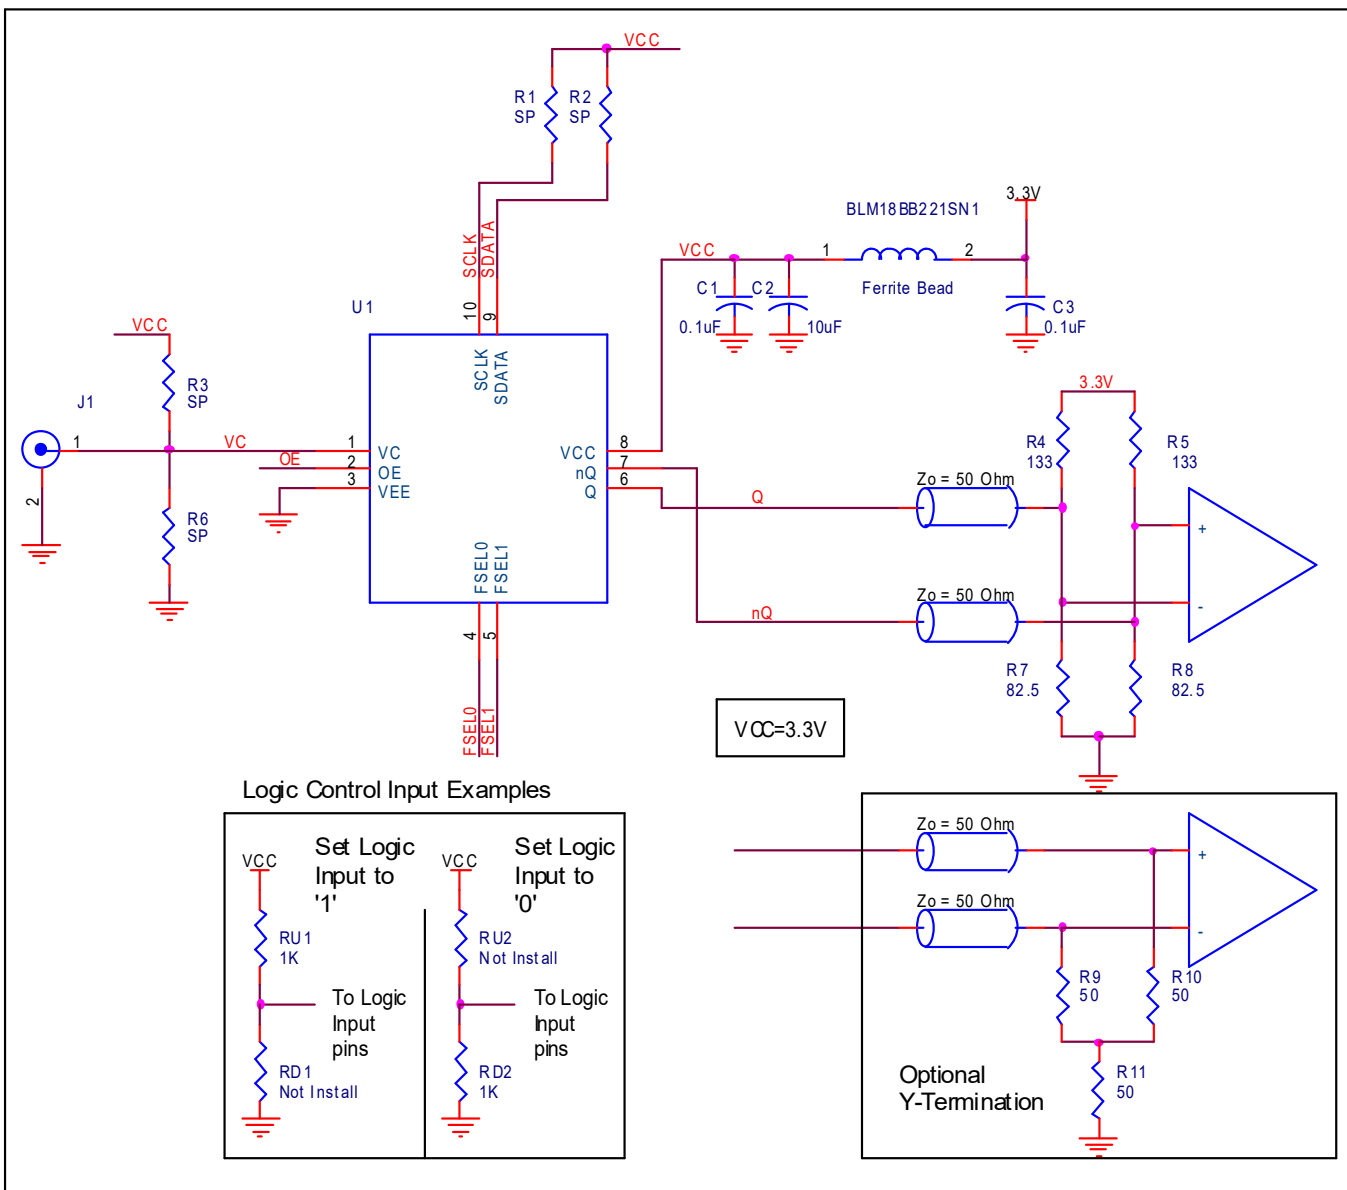 VCC
R1
SP
R2
SP
SCLK
SDATA
10
9
U1
SCLK
SDATA
BLM18BB221SN1
3.3V
VCC
1
2
C1
0.1uF
C2
10uF
Ferrite Bead
C3
0.1uF
VCC
R3
SP
J1
1
2
VC
OE
R6
SP
1
2
3
VC
OE
VEE
VCC
nQ
Q
8
7
6
FSEL0
FSEL1
4
5
FSEL0
FSEL1
3.3V
R4
133
R5
133
Q
Zo = 50 Ohm
+
-
nQ
Zo = 50 Ohm
R7
82.5
R8
82.5
VCC=3.3V
Logic Control Input Examples
VCC
Set Logic
Input to
'1'
RU1
1K
To Logic
Input
pins
RD1
Not Install
VCC
Set Logic
Input to
'0'
RU2
Not Install
To Logic
Input
pins
RD2
1K
Zo = 50 Ohm
+
Zo = 50 Ohm
-
R9
50
R10
50
R11
50
Optional
Y-Termination